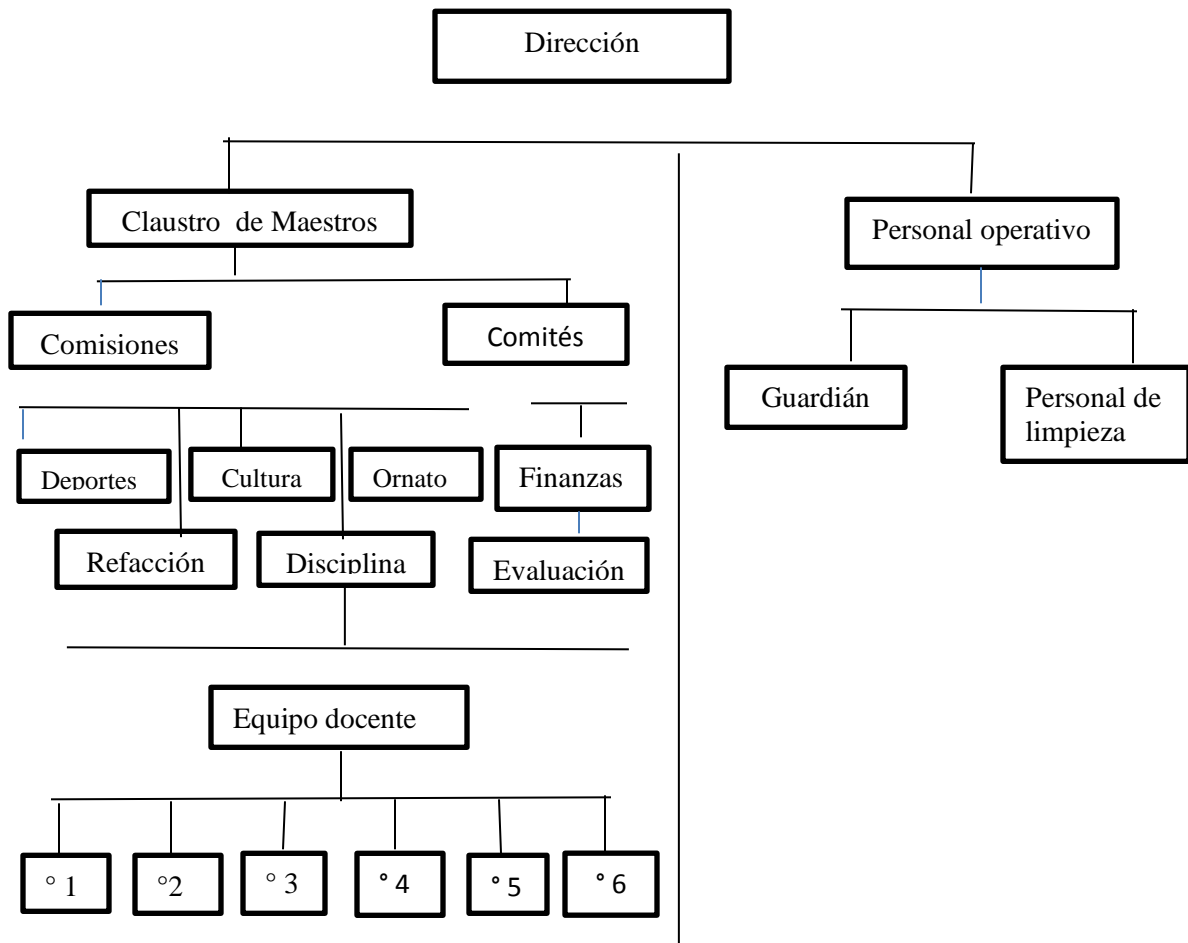 Dirección
Claustro de Maestros
Personal operativo
Comisiones
Comités
Guardián
Personal de
limpieza
Deportes
Cultura
Ornato
Finanzas
Refacción
Disciplina
Evaluación
Equipo docente
° 1
°2
° 3
° 4
° 5
° 6